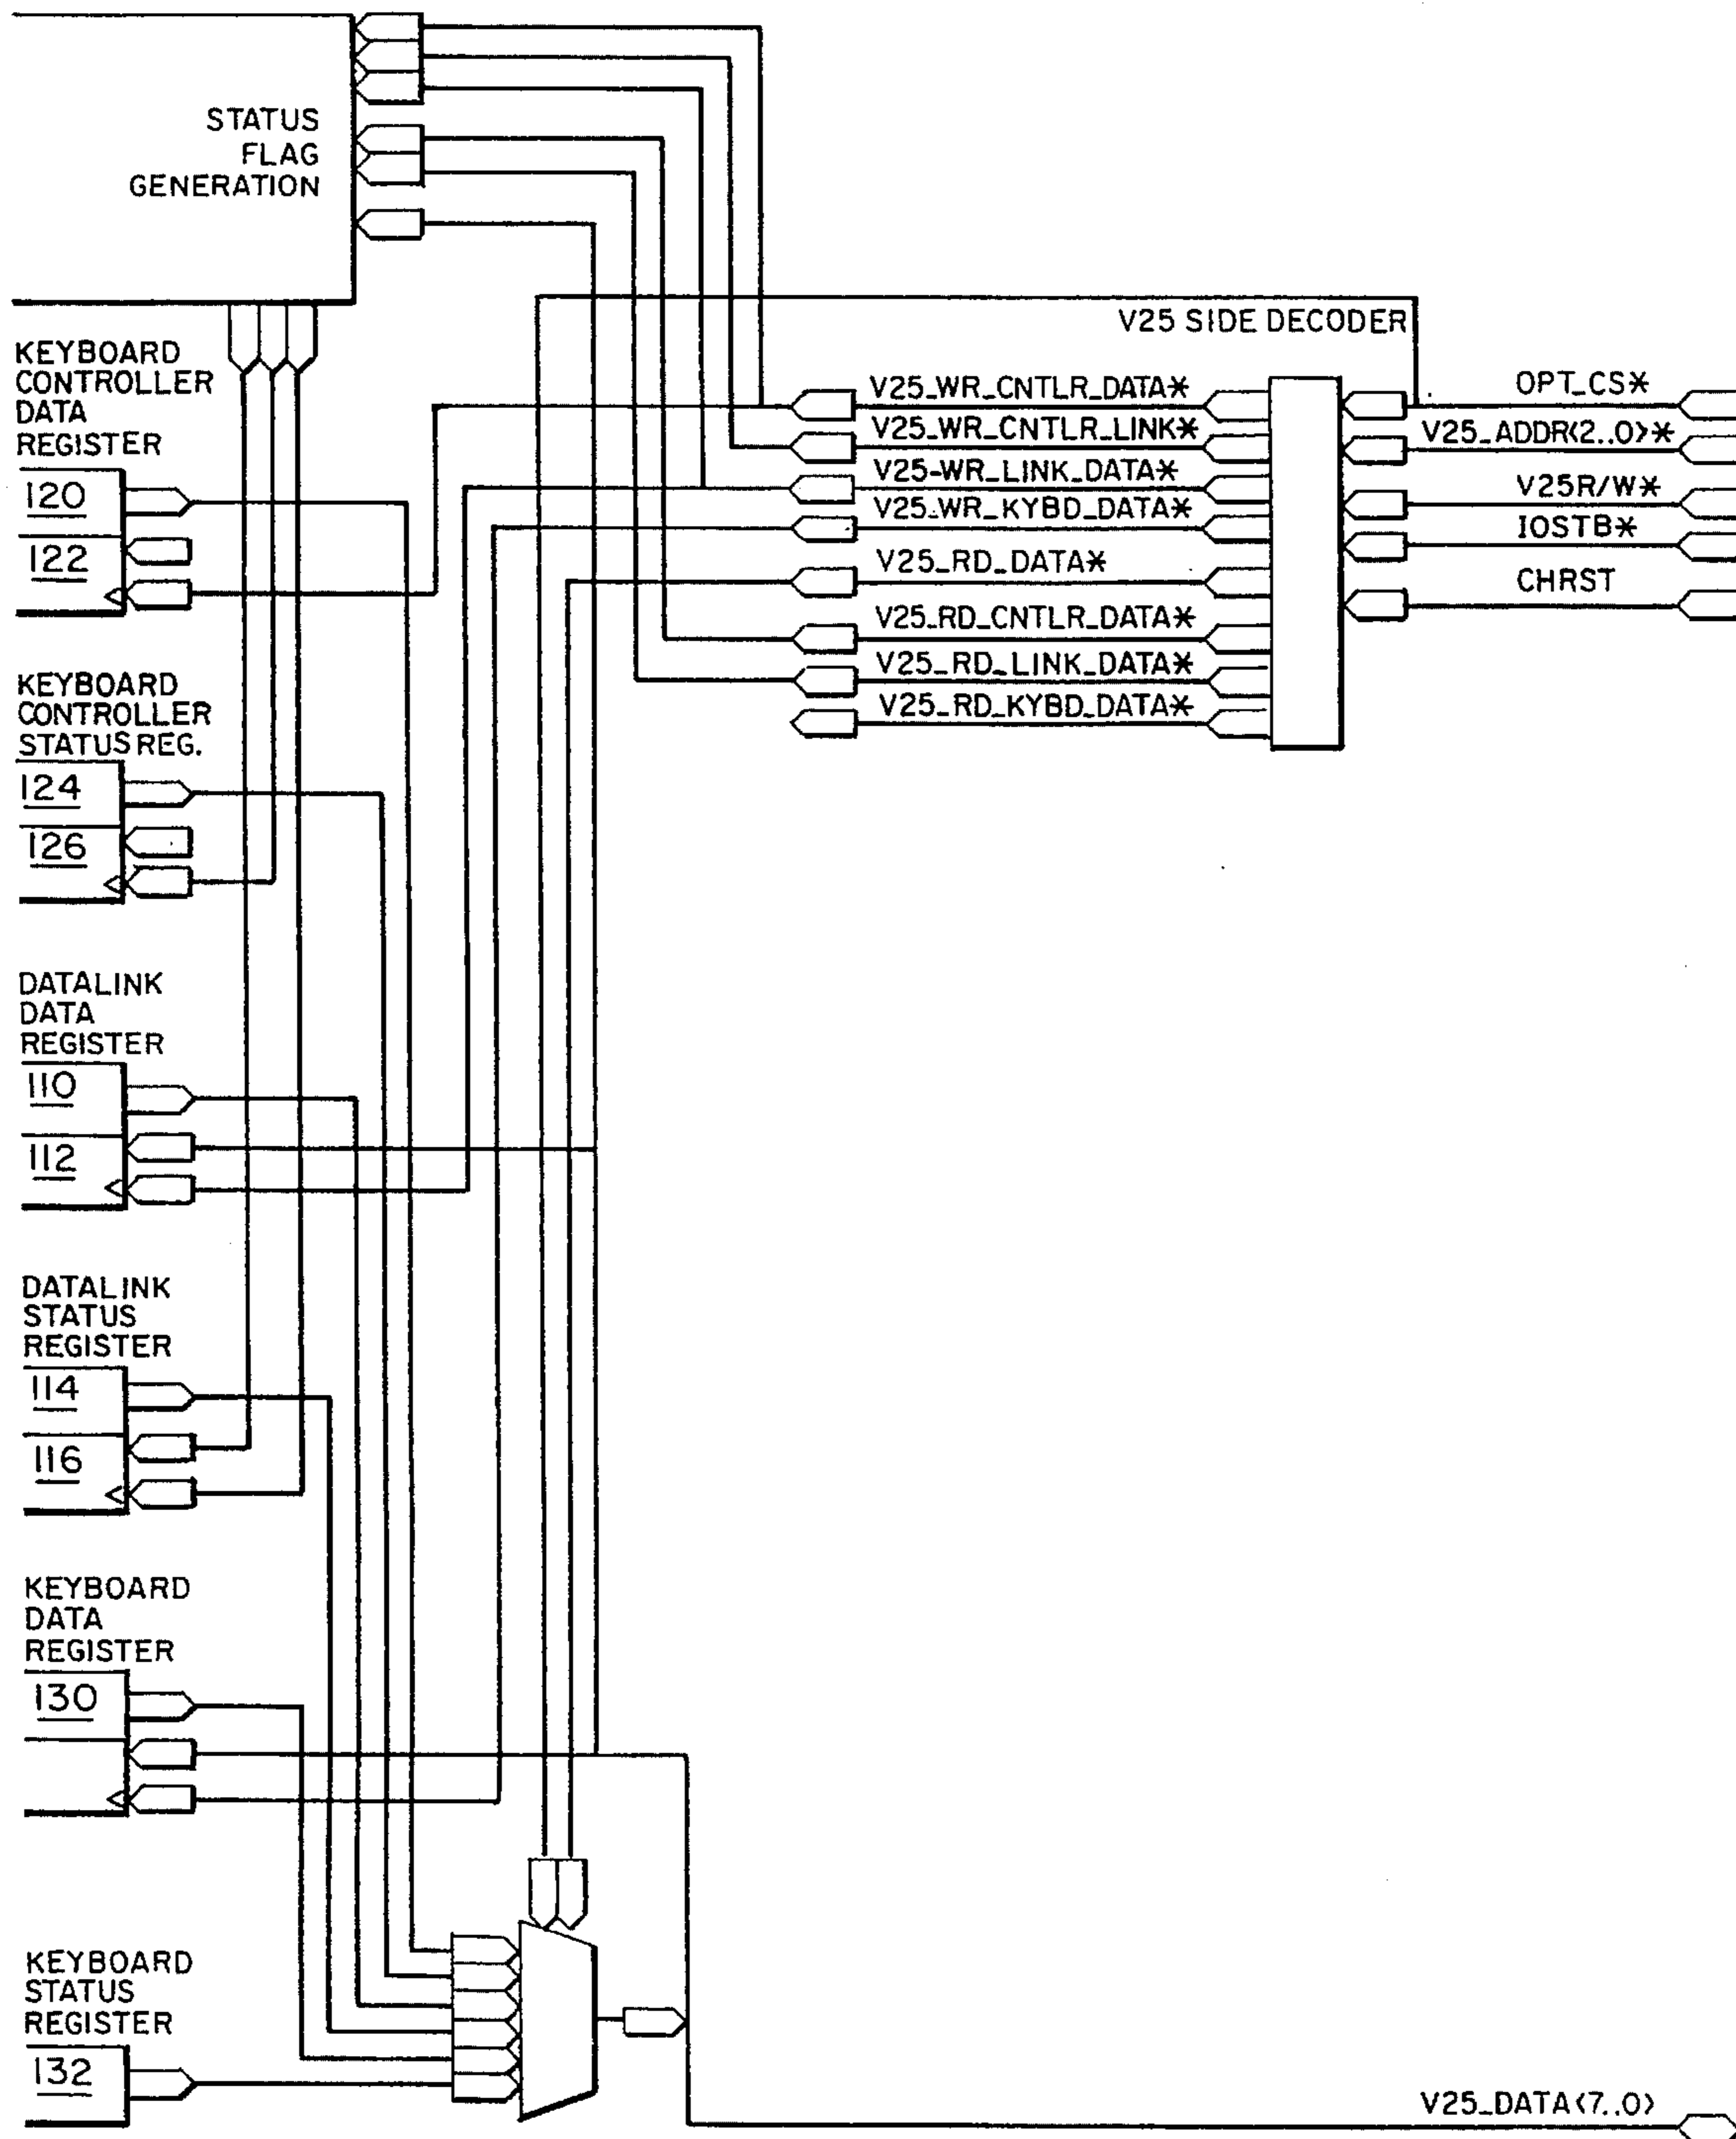 STATUS
FLAG
GENERATION
V25 SIDE DECODER
KEYBOARD
CONTROLLER
DATA
REGISTER
120
122
V25_WR_CNTLR_DATA*
V25_WR_CNTLR_LINK*
V25-WR_LINK_DATA*
V25_WR_KYBD_DATA*
V25_RD_DATA*
V25_RD_CNTLR_DATA*
V25_RD_LINK_DATA*
V25_RD_KYBD_DATA*
OPT_CS*
V25_ADDR<2..0>*
V25R/W*
IOSTB*
CHRST
KEYBOARD
CONTROLLER
STATUS REG.
124
126
DATALINK
DATA
REGISTER
110
112
DATALINK
STATUS
REGISTER
114
116
KEYBOARD
DATA
REGISTER
130
KEYBOARD
STATUS
REGISTER
132
V25_DATA<7..0>